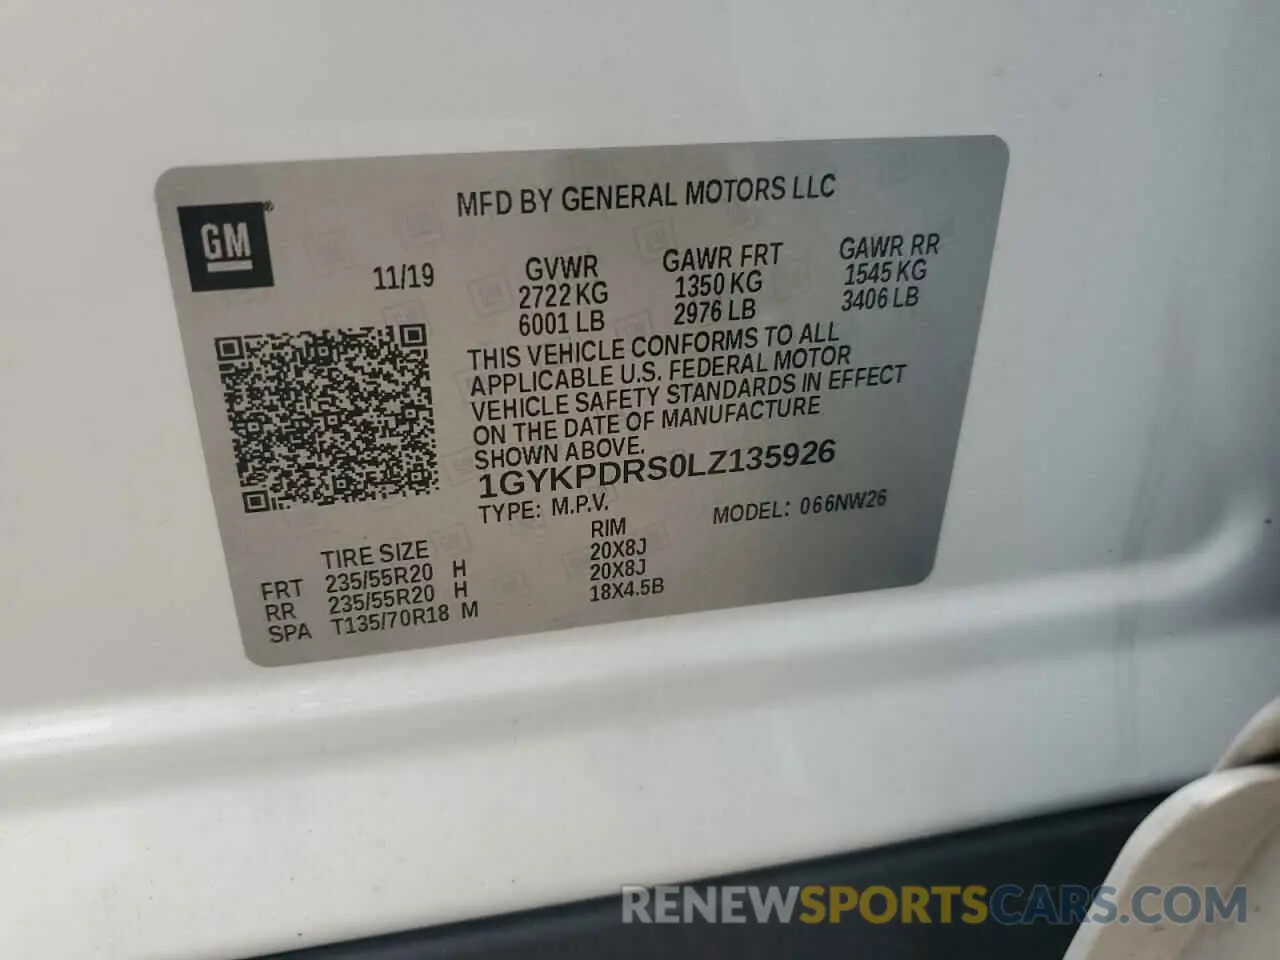 MFD BY GENERAL MOTORS LLC
GM®
11/19
GVWR
2722 KG
6001 LB
GAWR FRT
1350 KG
2976 LB
GAWR RR
1545 KG
3406 LB
THIS VEHICLE CONFORMS TO ALL
APPLICABLE U.S. FEDERAL MOTOR
VEHICLE SAFETY STANDARDS IN EFFECT
ON THE DATE OF MANUFACTURE
SHOWN ABOVE.
1GYKPDRS0LZ135926
TYPE: M.P.V.
MODEL: 066NW26
TIRE SIZE RIM
FRT 235/55R20 H 20X8J
RR 235/55R20 H 20X8J
SPA T135/70R18 M 18X4.5B
RENEWSPORTSCARS.COM